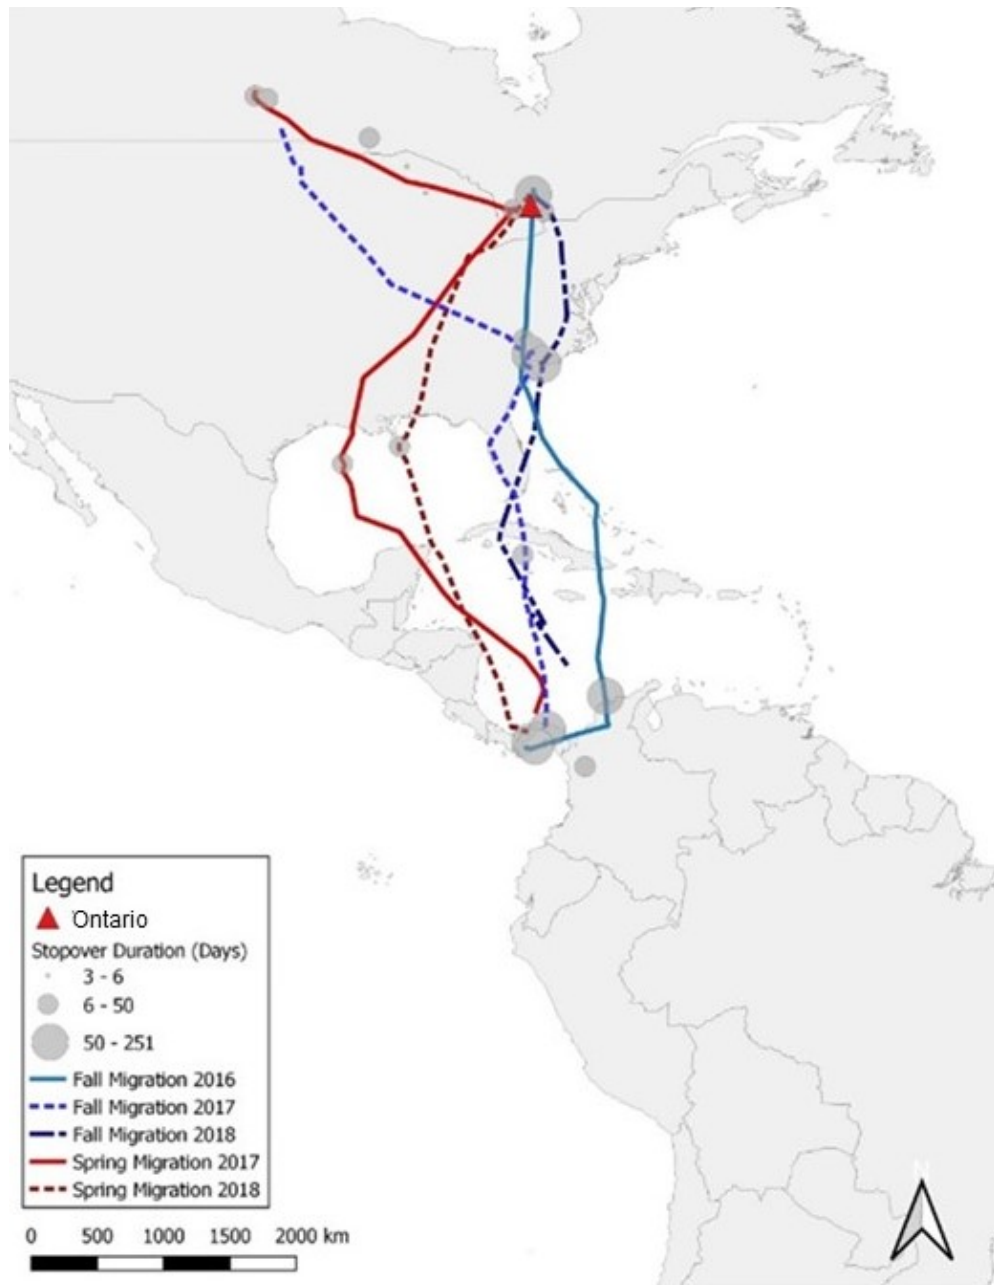 Legend
Ontario
Stopover Duration (Days)
3 - 6
6 - 50
50 - 251
Fall Migration 2016
Fall Migration 2017
Fall Migration 2018
Spring Migration 2017
Spring Migration 2018
0 500 1000 1500 2000 km
N